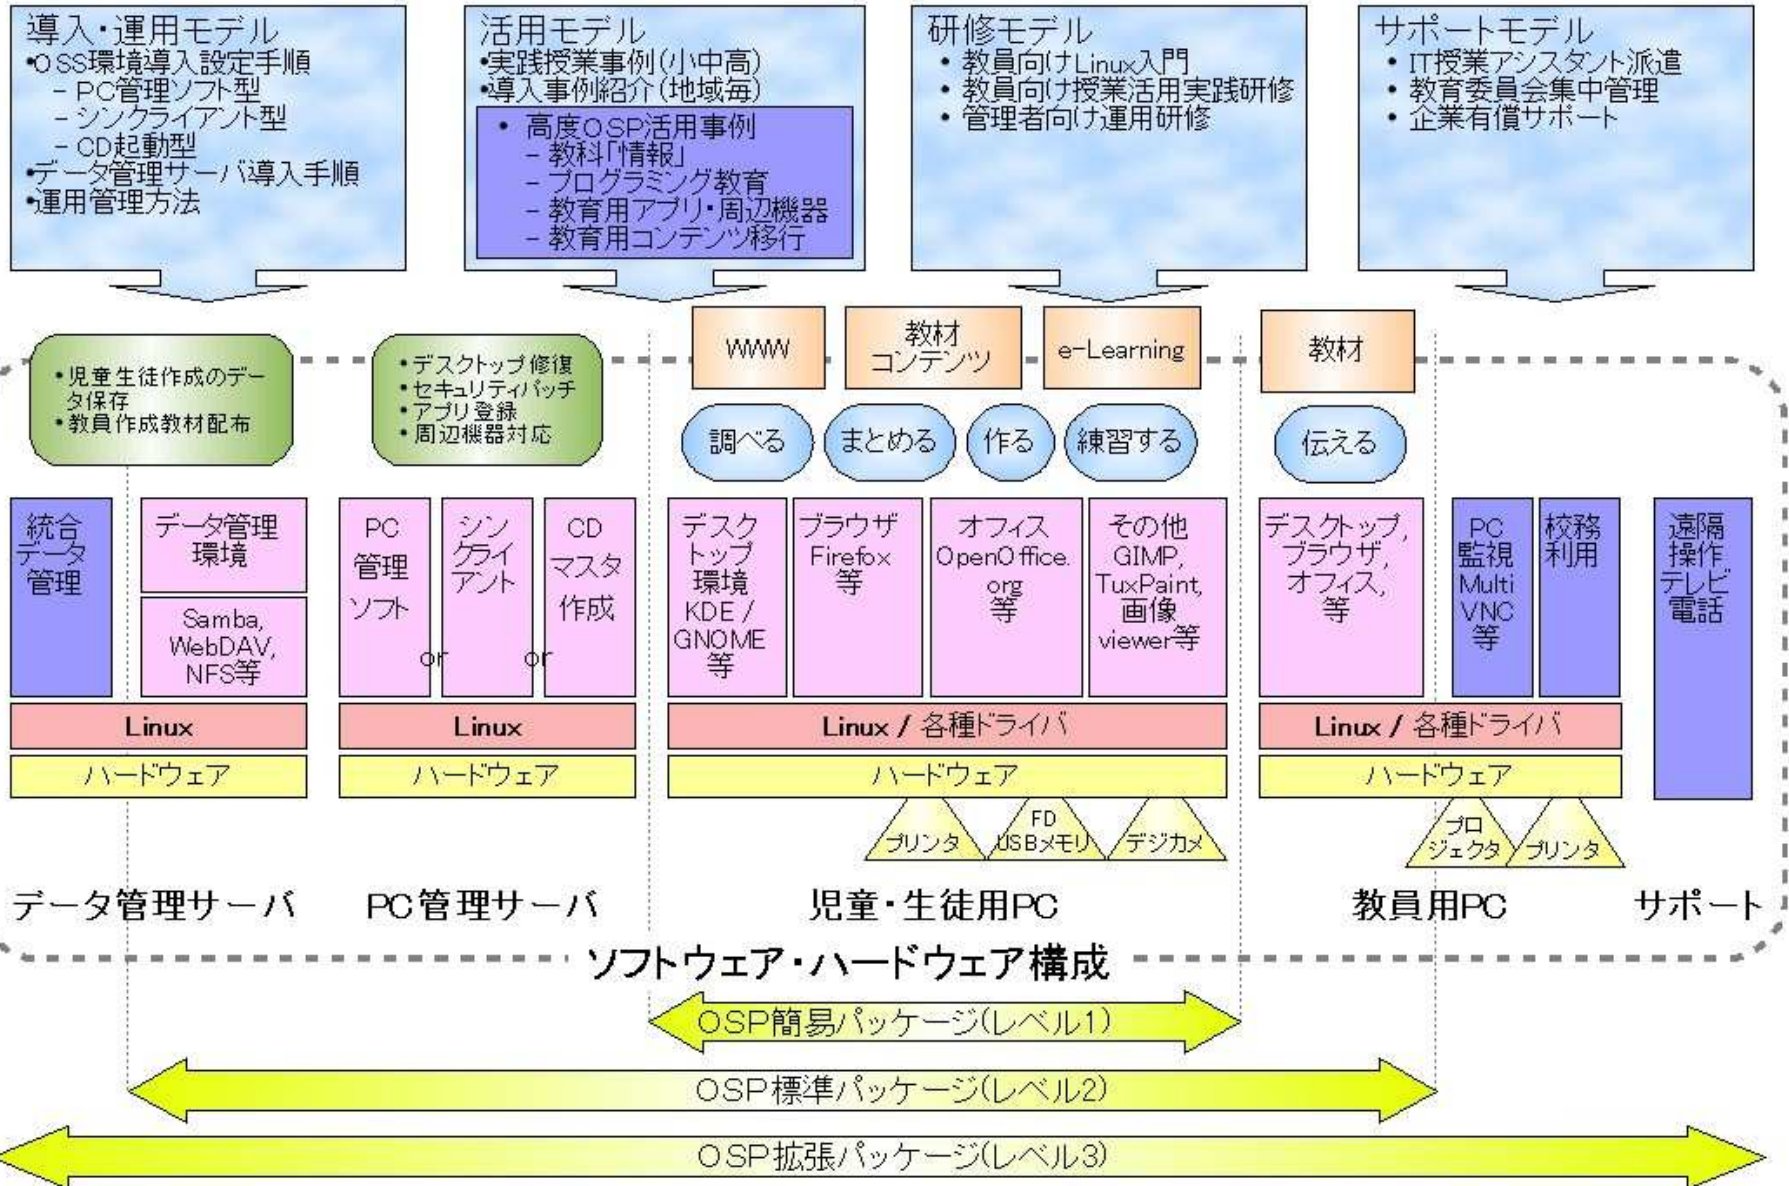 導入・運用モデル
•OSS環境導入設定手順
– PC管理ソフト型
– シンクライアント型
– CD起動型
•データ管理サーバ導入手順
•運用管理方法
活用モデル
•実践授業事例(小中高)
•導入事例紹介(地域毎)
• 高度OSP活用事例
– 教科「情報」
– プログラミング教育
– 教育用アプリ・周辺機器
– 教育用コンテンツ移行
研修モデル
• 教員向けLinux入門
• 教員向け授業活用実践研修
• 管理者向け運用研修
サポートモデル
• IT授業アシスタント派遣
• 教育委員会集中管理
• 企業有償サポート
• 児童生徒作成のデー
タ保存
• 教員作成教材配布
• デスクトップ修復
• セキュリティパッチ
• アプリ登録
• 周辺機器対応
WWW
教材
コンテンツ
e-Learning
教材
調べる
まとめる
作る
練習する
伝える
統合
データ
管理
データ管理
環境
Samba,
WebDAV,
NFS等
PC
管理
ソフト
or
シン
クライ
アント
or
CD
マスタ
作成
デスク
トップ
環境
KDE /
GNOME
等
ブラウザ
Firefox
等
オフィス
OpenOffice.
org
等
その他
GIMP,
TuxPaint,
画像
viewer等
デスクトップ,
ブラウザ,
オフィス,
等
PC
監視
Multi
VNC
等
校務
利用
遠隔
操作,
テレビ
電話
Linux
Linux
Linux / 各種ドライバ
Linux / 各種ドライバ
ハードウェア
ハードウェア
ハードウェア
ハードウェア
プリンタ
FD
USBメモリ
デジカメ
プロ
ジェクタ
プリンタ
データ管理サーバ
PC管理サーバ
児童・生徒用PC
教員用PC
サポート
ソフトウェア・ハードウェア構成
OSP簡易パッケージ(レベル1)
OSP標準パッケージ(レベル2)
OSP拡張パッケージ(レベル3)